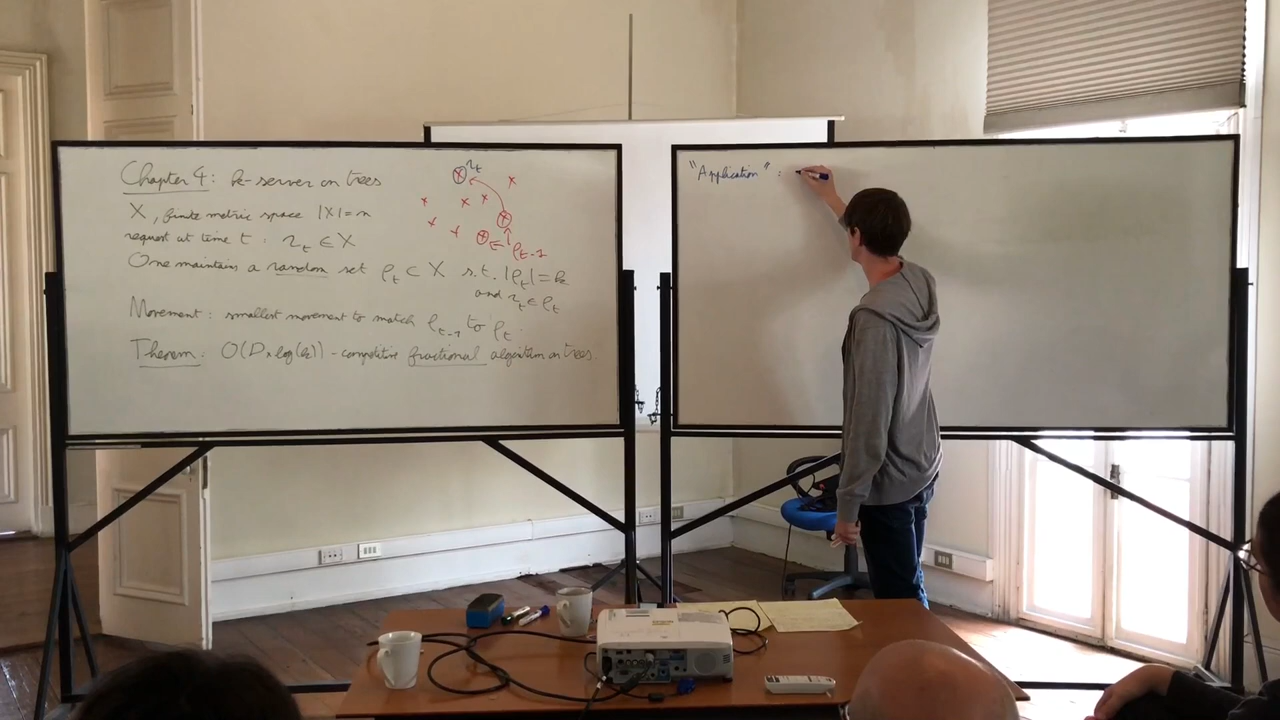 Chapter 4: k-server on trees
X, finite metric space |X|=n
request at time t: r_t ∈ X
One maintains a random set ρ_t ⊂ X s.t. |ρ_t|=k
and r_t ∈ ρ_t
Movement: smallest movement to match ρ_{t-1} to ρ_t
Theorem: O(D × log(k))-competitive fractional algorithm on trees.
r_t
ρ_{t-1}
"Application" :